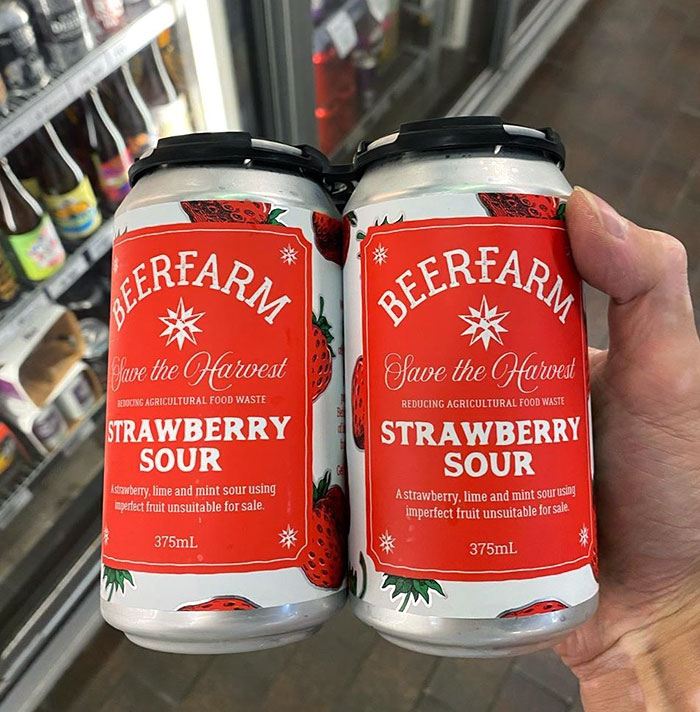 BEERFARM
Save the Harvest
REDUCING AGRICULTURAL FOOD WASTE
STRAWBERRY
SOUR
A strawberry, lime and mint sour using
imperfect fruit unsuitable for sale.
375mL
BEERFARM
Save the Harvest
REDUCING AGRICULTURAL FOOD WASTE
STRAWBERRY
SOUR
A strawberry, lime and mint sour using
imperfect fruit unsuitable for sale.
375mL